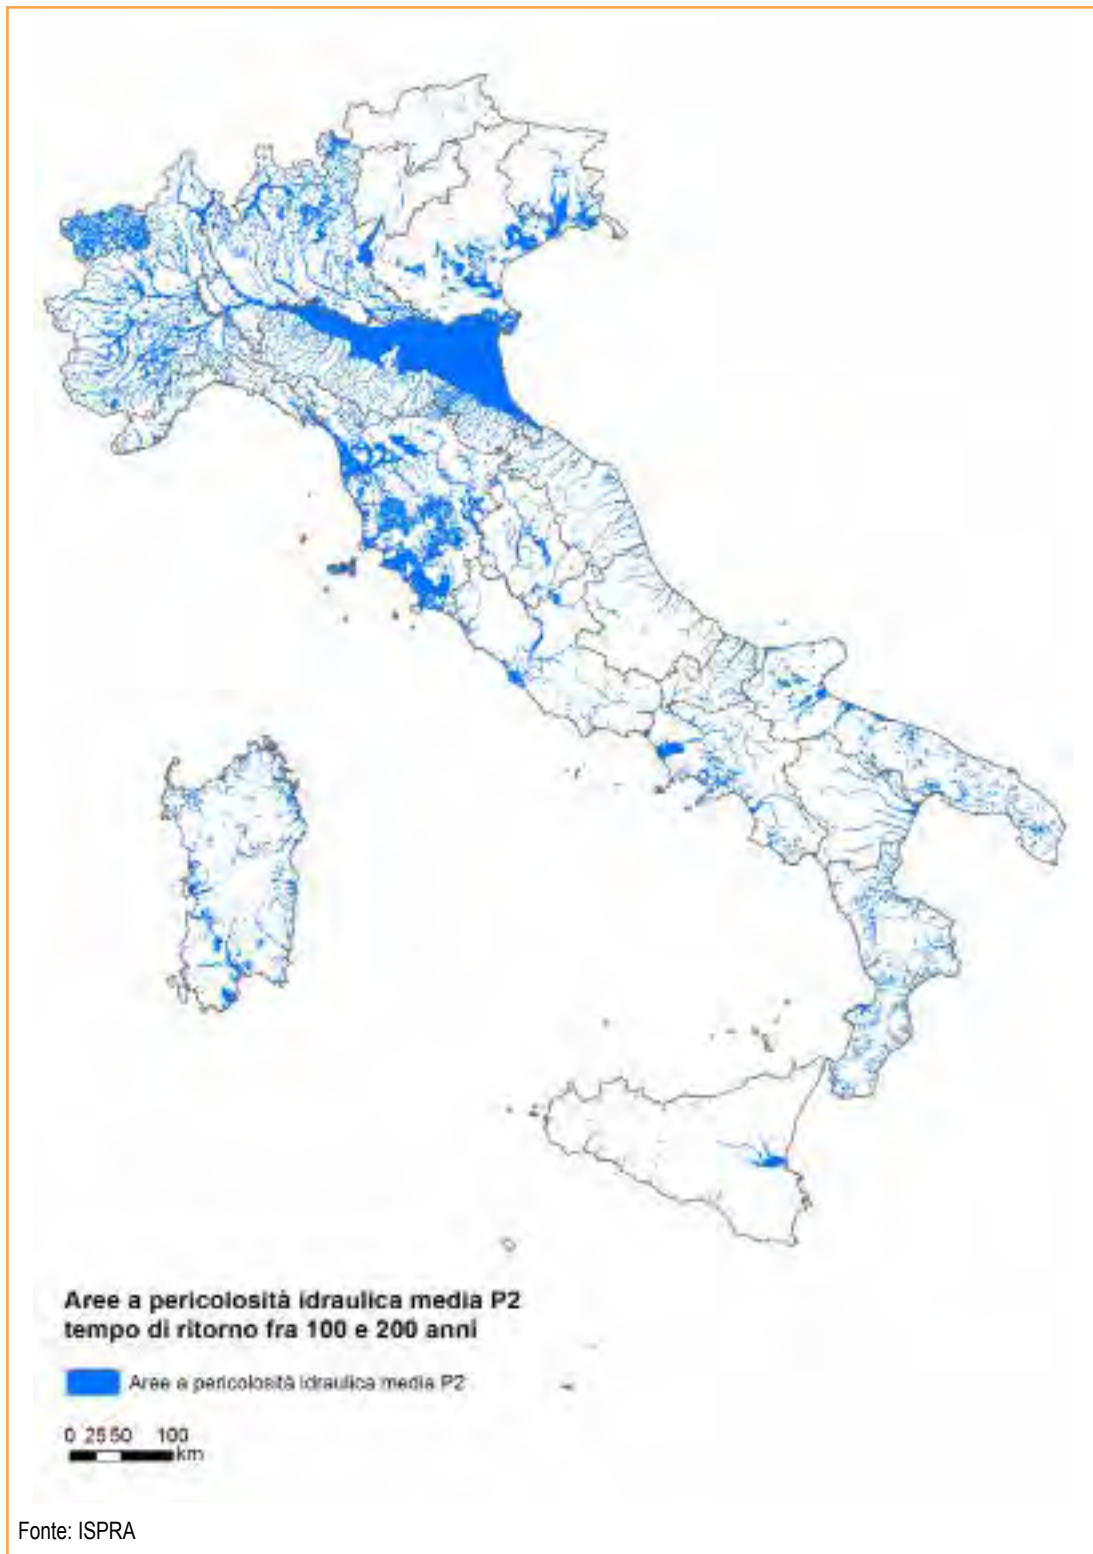 Aree a pericolosità idraulica media P2
tempo di ritorno fra 100 e 200 anni
Aree a pericolosità idraulica media P2
0 25 50 100
km
Fonte: ISPRA